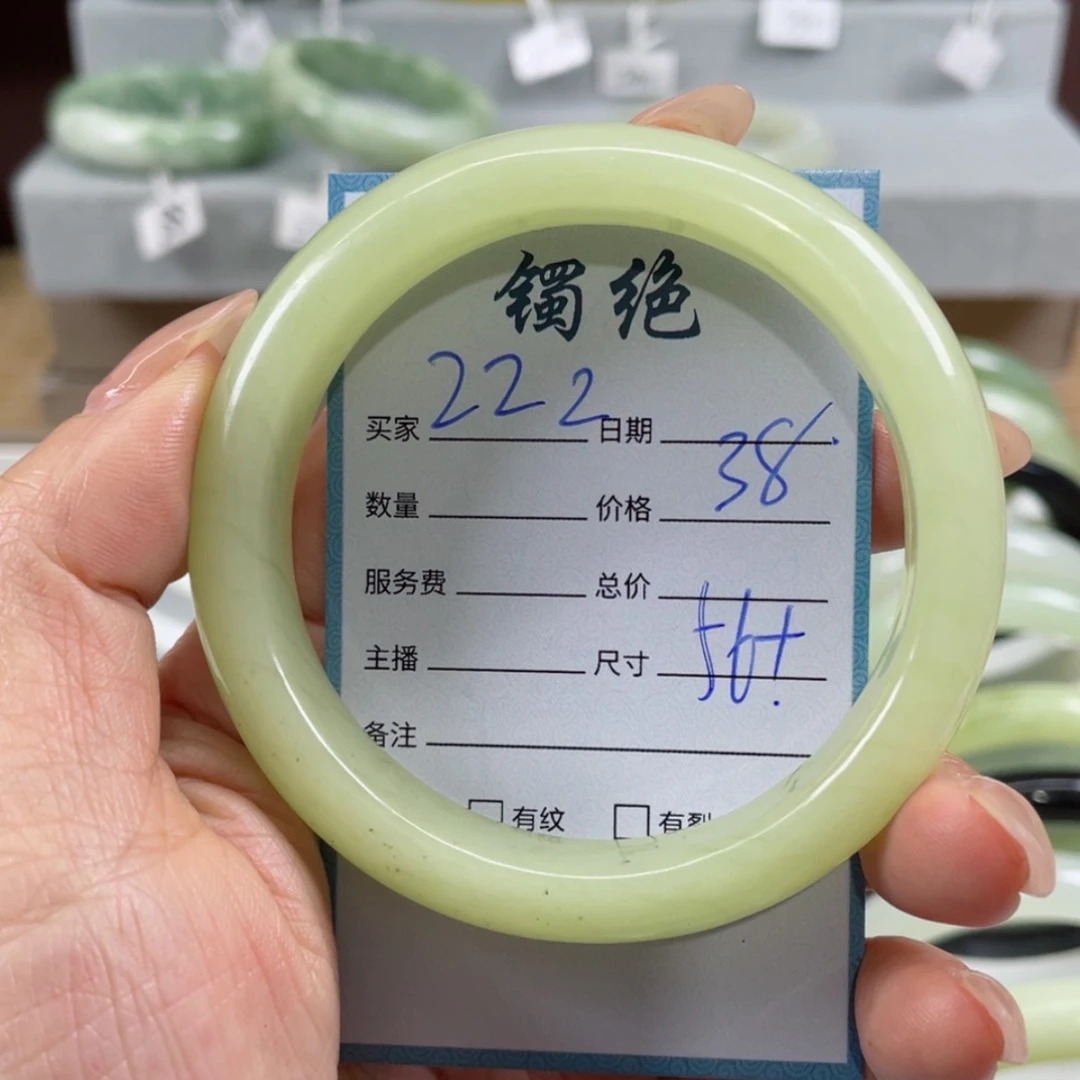 镯绝
买家 222 日期
数量 价格 38
服务费 总价
主播 尺寸 56+
备注
□ 有纹 □ 有裂